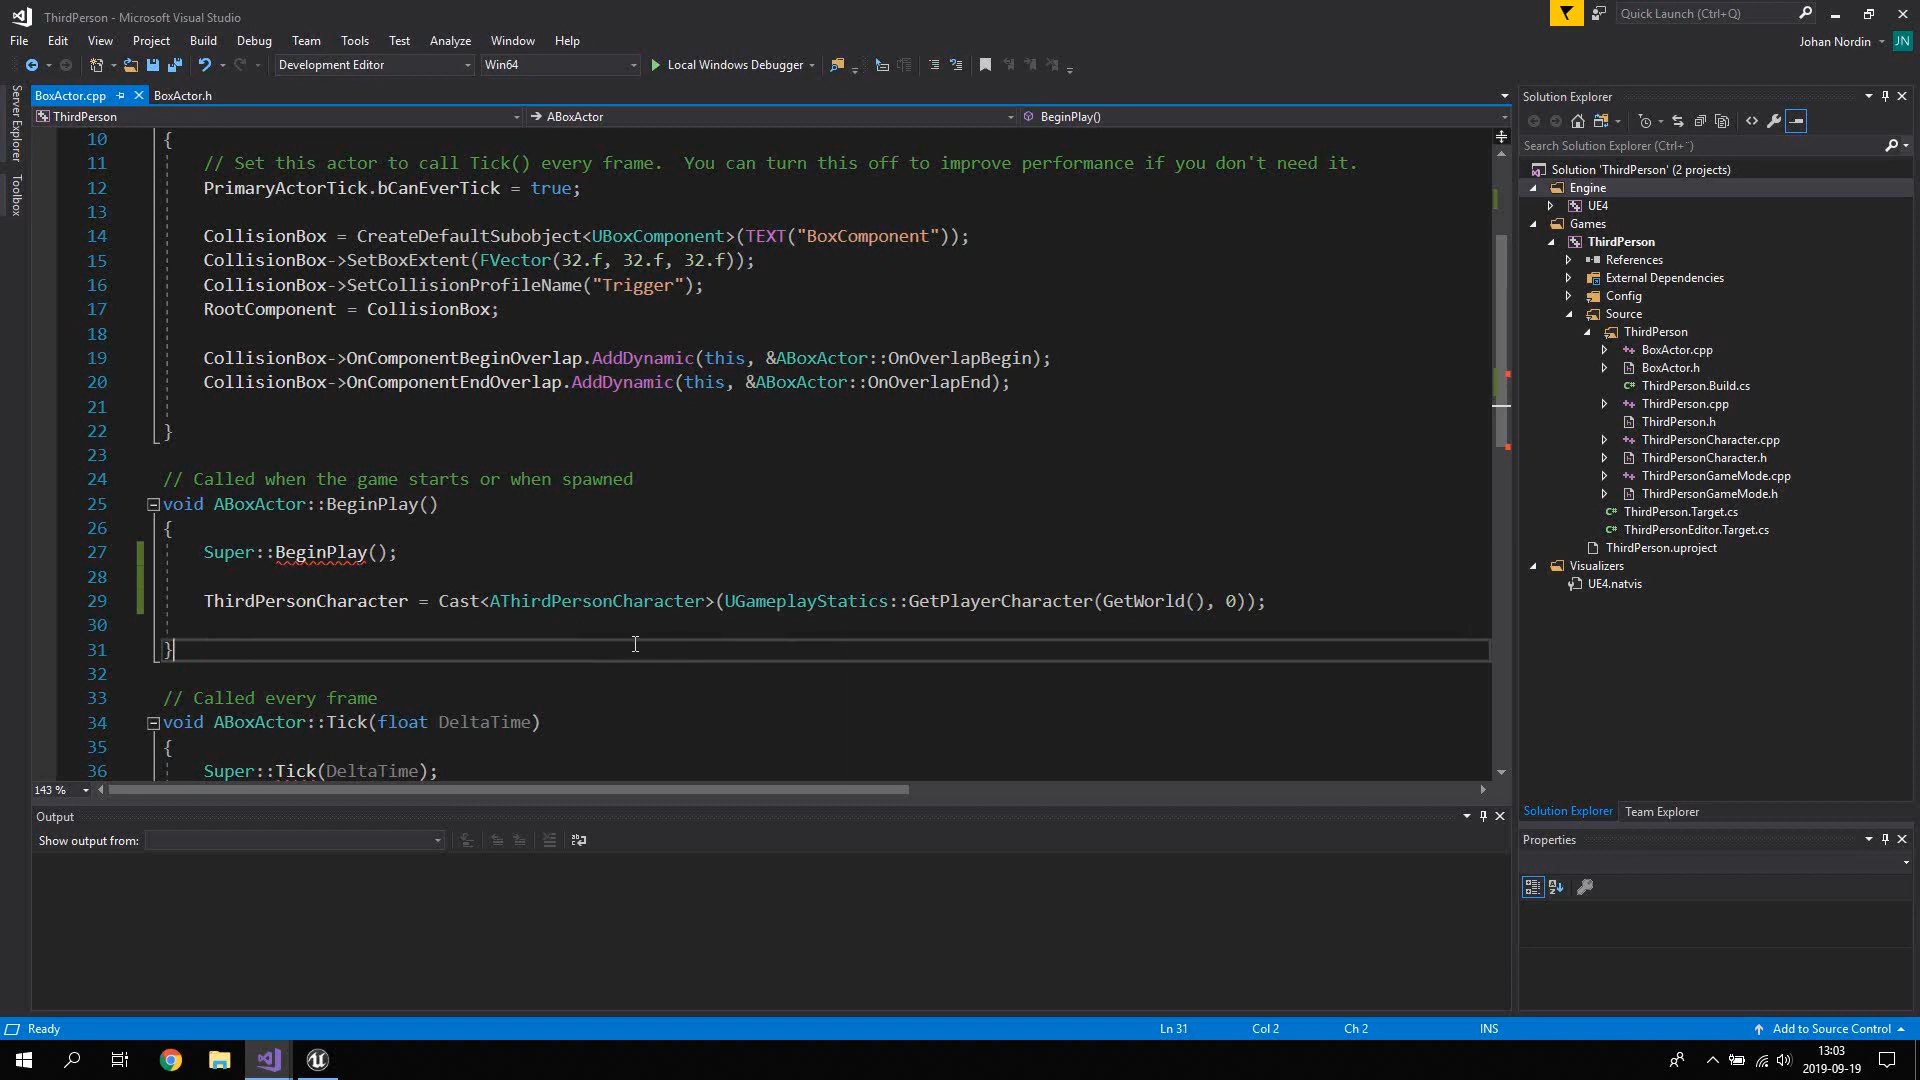 ThirdPerson - Microsoft Visual Studio
Quick Launch (Ctrl+Q)
File Edit View Project Build Debug Team Tools Test Analyze Window Help
Johan Nordin JN
Development Editor Win64 Local Windows Debugger
Server Explorer
Toolbox
BoxActor.cpp BoxActor.h
ThirdPerson ABoxActor BeginPlay()
10 {
11 // Set this actor to call Tick() every frame.  You can turn this off to improve performance if you don't need it.
12 PrimaryActorTick.bCanEverTick = true;
13
14 CollisionBox = CreateDefaultSubobject<UBoxComponent>(TEXT("BoxComponent"));
15 CollisionBox->SetBoxExtent(FVector(32.f, 32.f, 32.f));
16 CollisionBox->SetCollisionProfileName("Trigger");
17 RootComponent = CollisionBox;
18
19 CollisionBox->OnComponentBeginOverlap.AddDynamic(this, &ABoxActor::OnOverlapBegin);
20 CollisionBox->OnComponentEndOverlap.AddDynamic(this, &ABoxActor::OnOverlapEnd);
21
22 }
23
24 // Called when the game starts or when spawned
25 void ABoxActor::BeginPlay()
26 {
27 Super::BeginPlay();
28
29 ThirdPersonCharacter = Cast<AThirdPersonCharacter>(UGameplayStatics::GetPlayerCharacter(GetWorld(), 0));
30
31 }
32
33 // Called every frame
34 void ABoxActor::Tick(float DeltaTime)
35 {
36 Super::Tick(DeltaTime);
143 %
Output
Show output from:
Solution Explorer
Search Solution Explorer (Ctrl+¨)
Solution 'ThirdPerson' (2 projects)
Engine
UE4
Games
ThirdPerson
References
External Dependencies
Config
Source
ThirdPerson
BoxActor.cpp
BoxActor.h
ThirdPerson.Build.cs
ThirdPerson.cpp
ThirdPerson.h
ThirdPersonCharacter.cpp
ThirdPersonCharacter.h
ThirdPersonGameMode.cpp
ThirdPersonGameMode.h
ThirdPerson.Target.cs
ThirdPersonEditor.Target.cs
ThirdPerson.uproject
Visualizers
UE4.natvis
Solution Explorer Team Explorer
Properties
Ready Ln 31 Col 2 Ch 2 INS Add to Source Control
13:03
2019-09-19